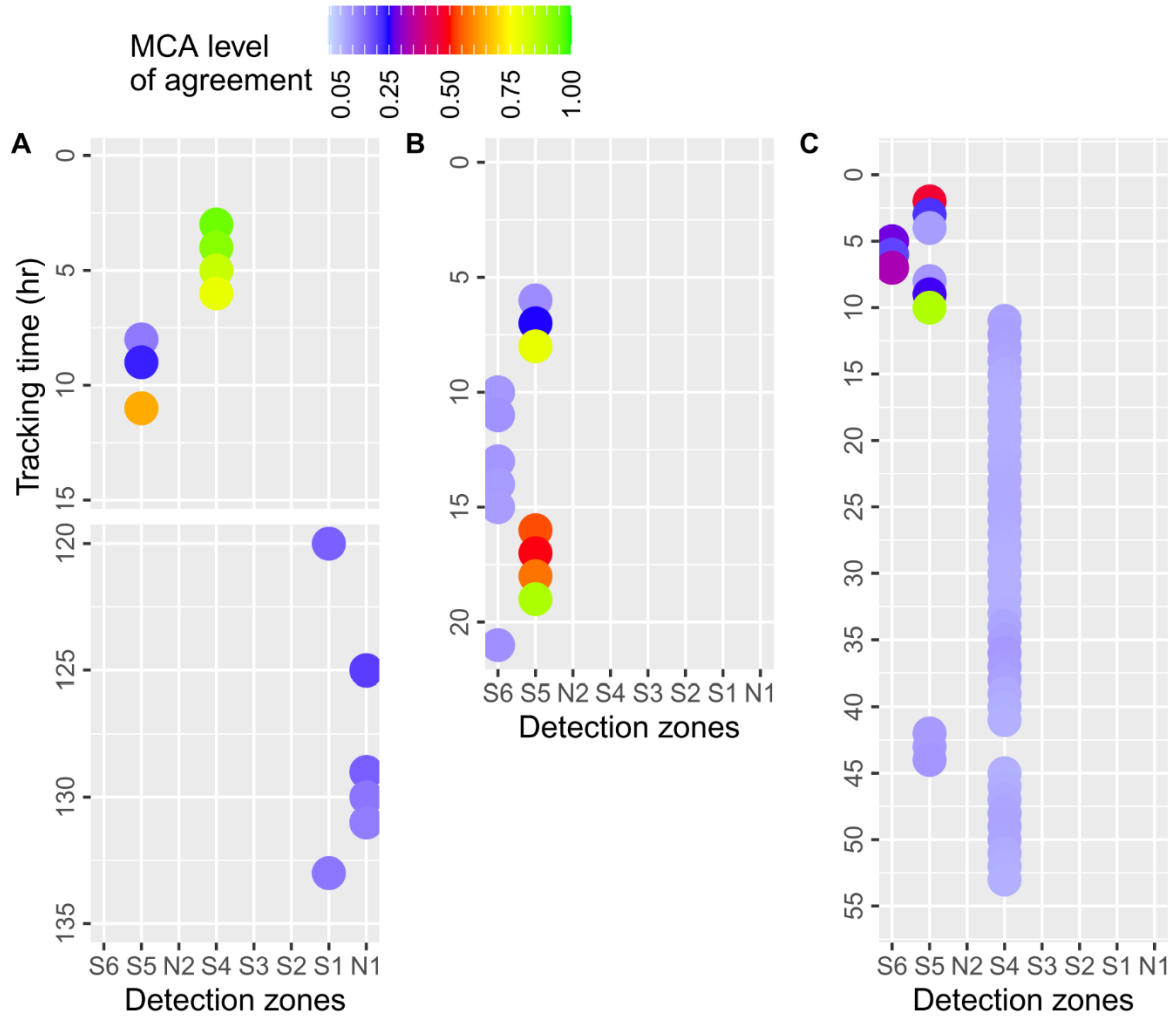 MCA level
of agreement
0.05 0.25 0.50 0.75 1.00
A
B
C
Tracking time (hr)
0
5
10
15
120
125
130
135
S6 S5 N2 S4 S3 S2 S1 N1
Detection zones
0
5
10
15
20
S6 S5 N2 S4 S3 S2 S1 N1
Detection zones
0
5
10
15
20
25
30
35
40
45
50
55
S6 S5 N2 S4 S3 S2 S1 N1
Detection zones